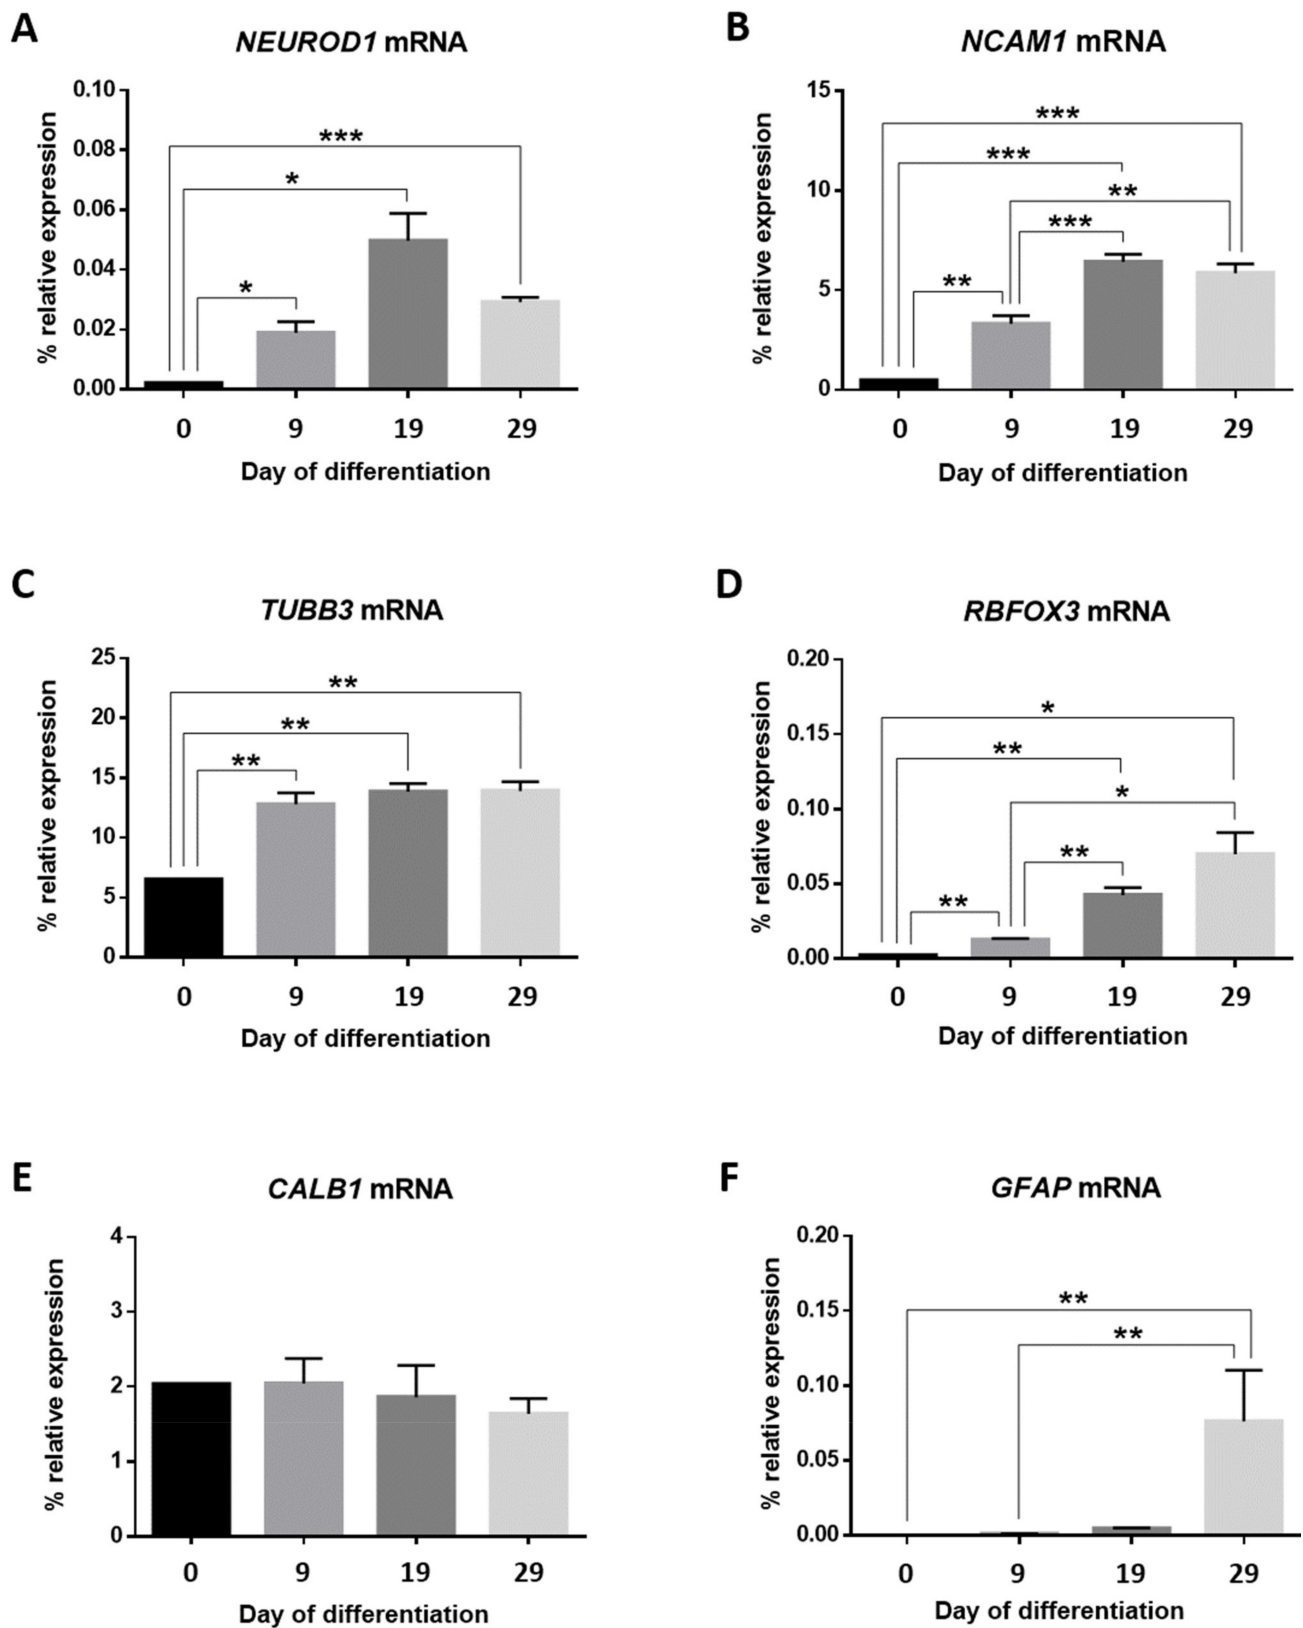 A
NEUROD1 mRNA
% relative expression
0.10
0.08
0.06
0.04
0.02
0.00
***
*
*
0 9 19 29
Day of differentiation
B
NCAM1 mRNA
% relative expression
15
10
5
0
***
***
**
***
**
0 9 19 29
Day of differentiation
C
TUBB3 mRNA
% relative expression
25
20
15
10
5
0
**
**
**
0 9 19 29
Day of differentiation
D
RBFOX3 mRNA
% relative expression
0.20
0.15
0.10
0.05
0.00
*
**
*
**
**
0 9 19 29
Day of differentiation
E
CALB1 mRNA
% relative expression
4
3
2
1
0
0 9 19 29
Day of differentiation
F
GFAP mRNA
% relative expression
0.20
0.15
0.10
0.05
0.00
**
**
0 9 19 29
Day of differentiation